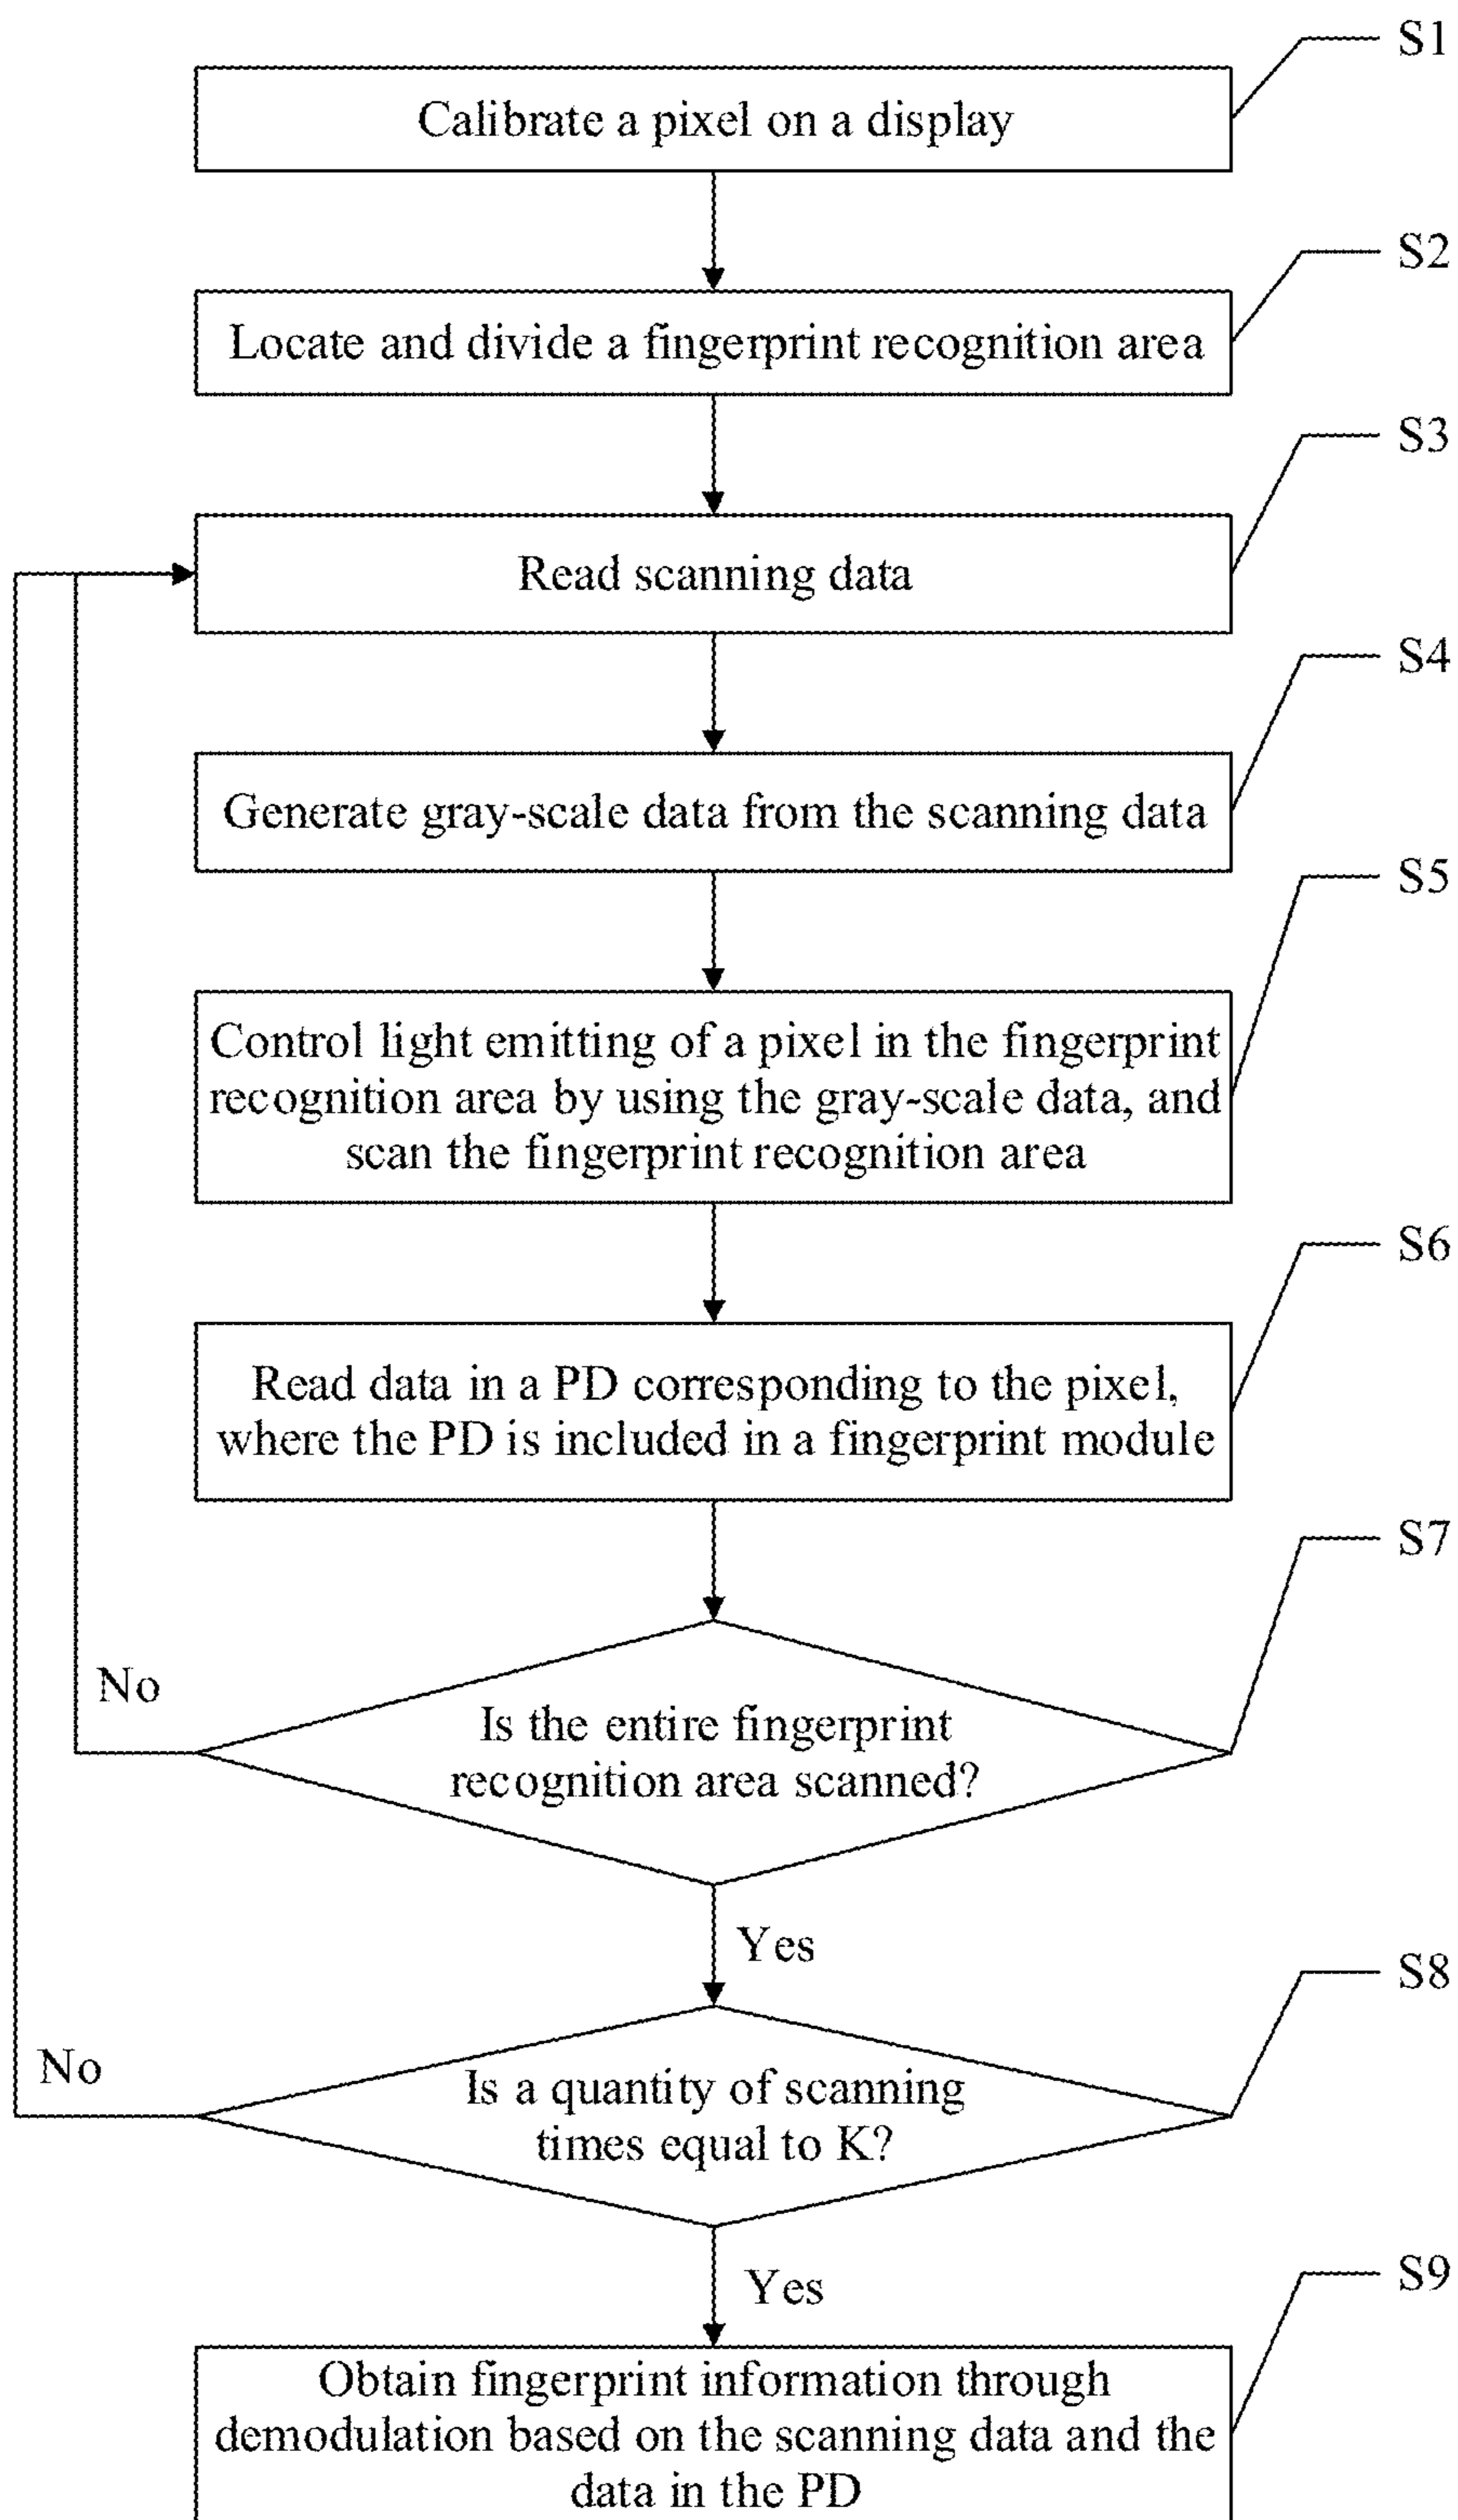 S1
Calibrate a pixel on a display
S2
Locate and divide a fingerprint recognition area
S3
Read scanning data
S4
Generate gray-scale data from the scanning data
S5
Control light emitting of a pixel in the fingerprint
recognition area by using the gray-scale data, and
scan the fingerprint recognition area
S6
Read data in a PD corresponding to the pixel,
where the PD is included in a fingerprint module
S7
No
Is the entire fingerprint
recognition area scanned?
Yes
S8
No
Is a quantity of scanning
times equal to K?
Yes
S9
Obtain fingerprint information through
demodulation based on the scanning data and the
data in the PD